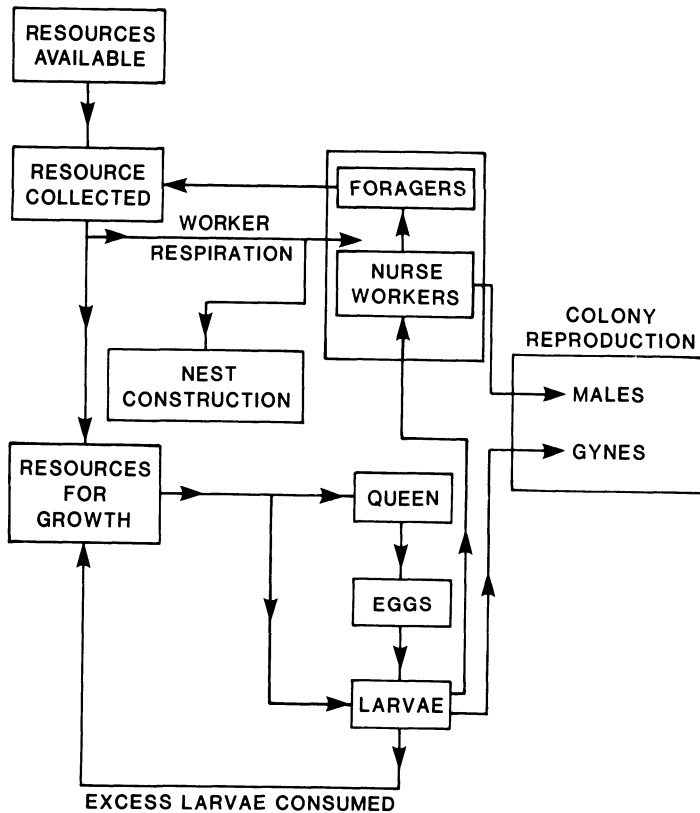 RESOURCES
AVAILABLE
RESOURCE
COLLECTED
FORAGERS
WORKER
RESPIRATION
NURSE
WORKERS
COLONY
REPRODUCTION
NEST
CONSTRUCTION
MALES
GYNES
RESOURCES
FOR
GROWTH
QUEEN
EGGS
LARVAE
EXCESS LARVAE CONSUMED